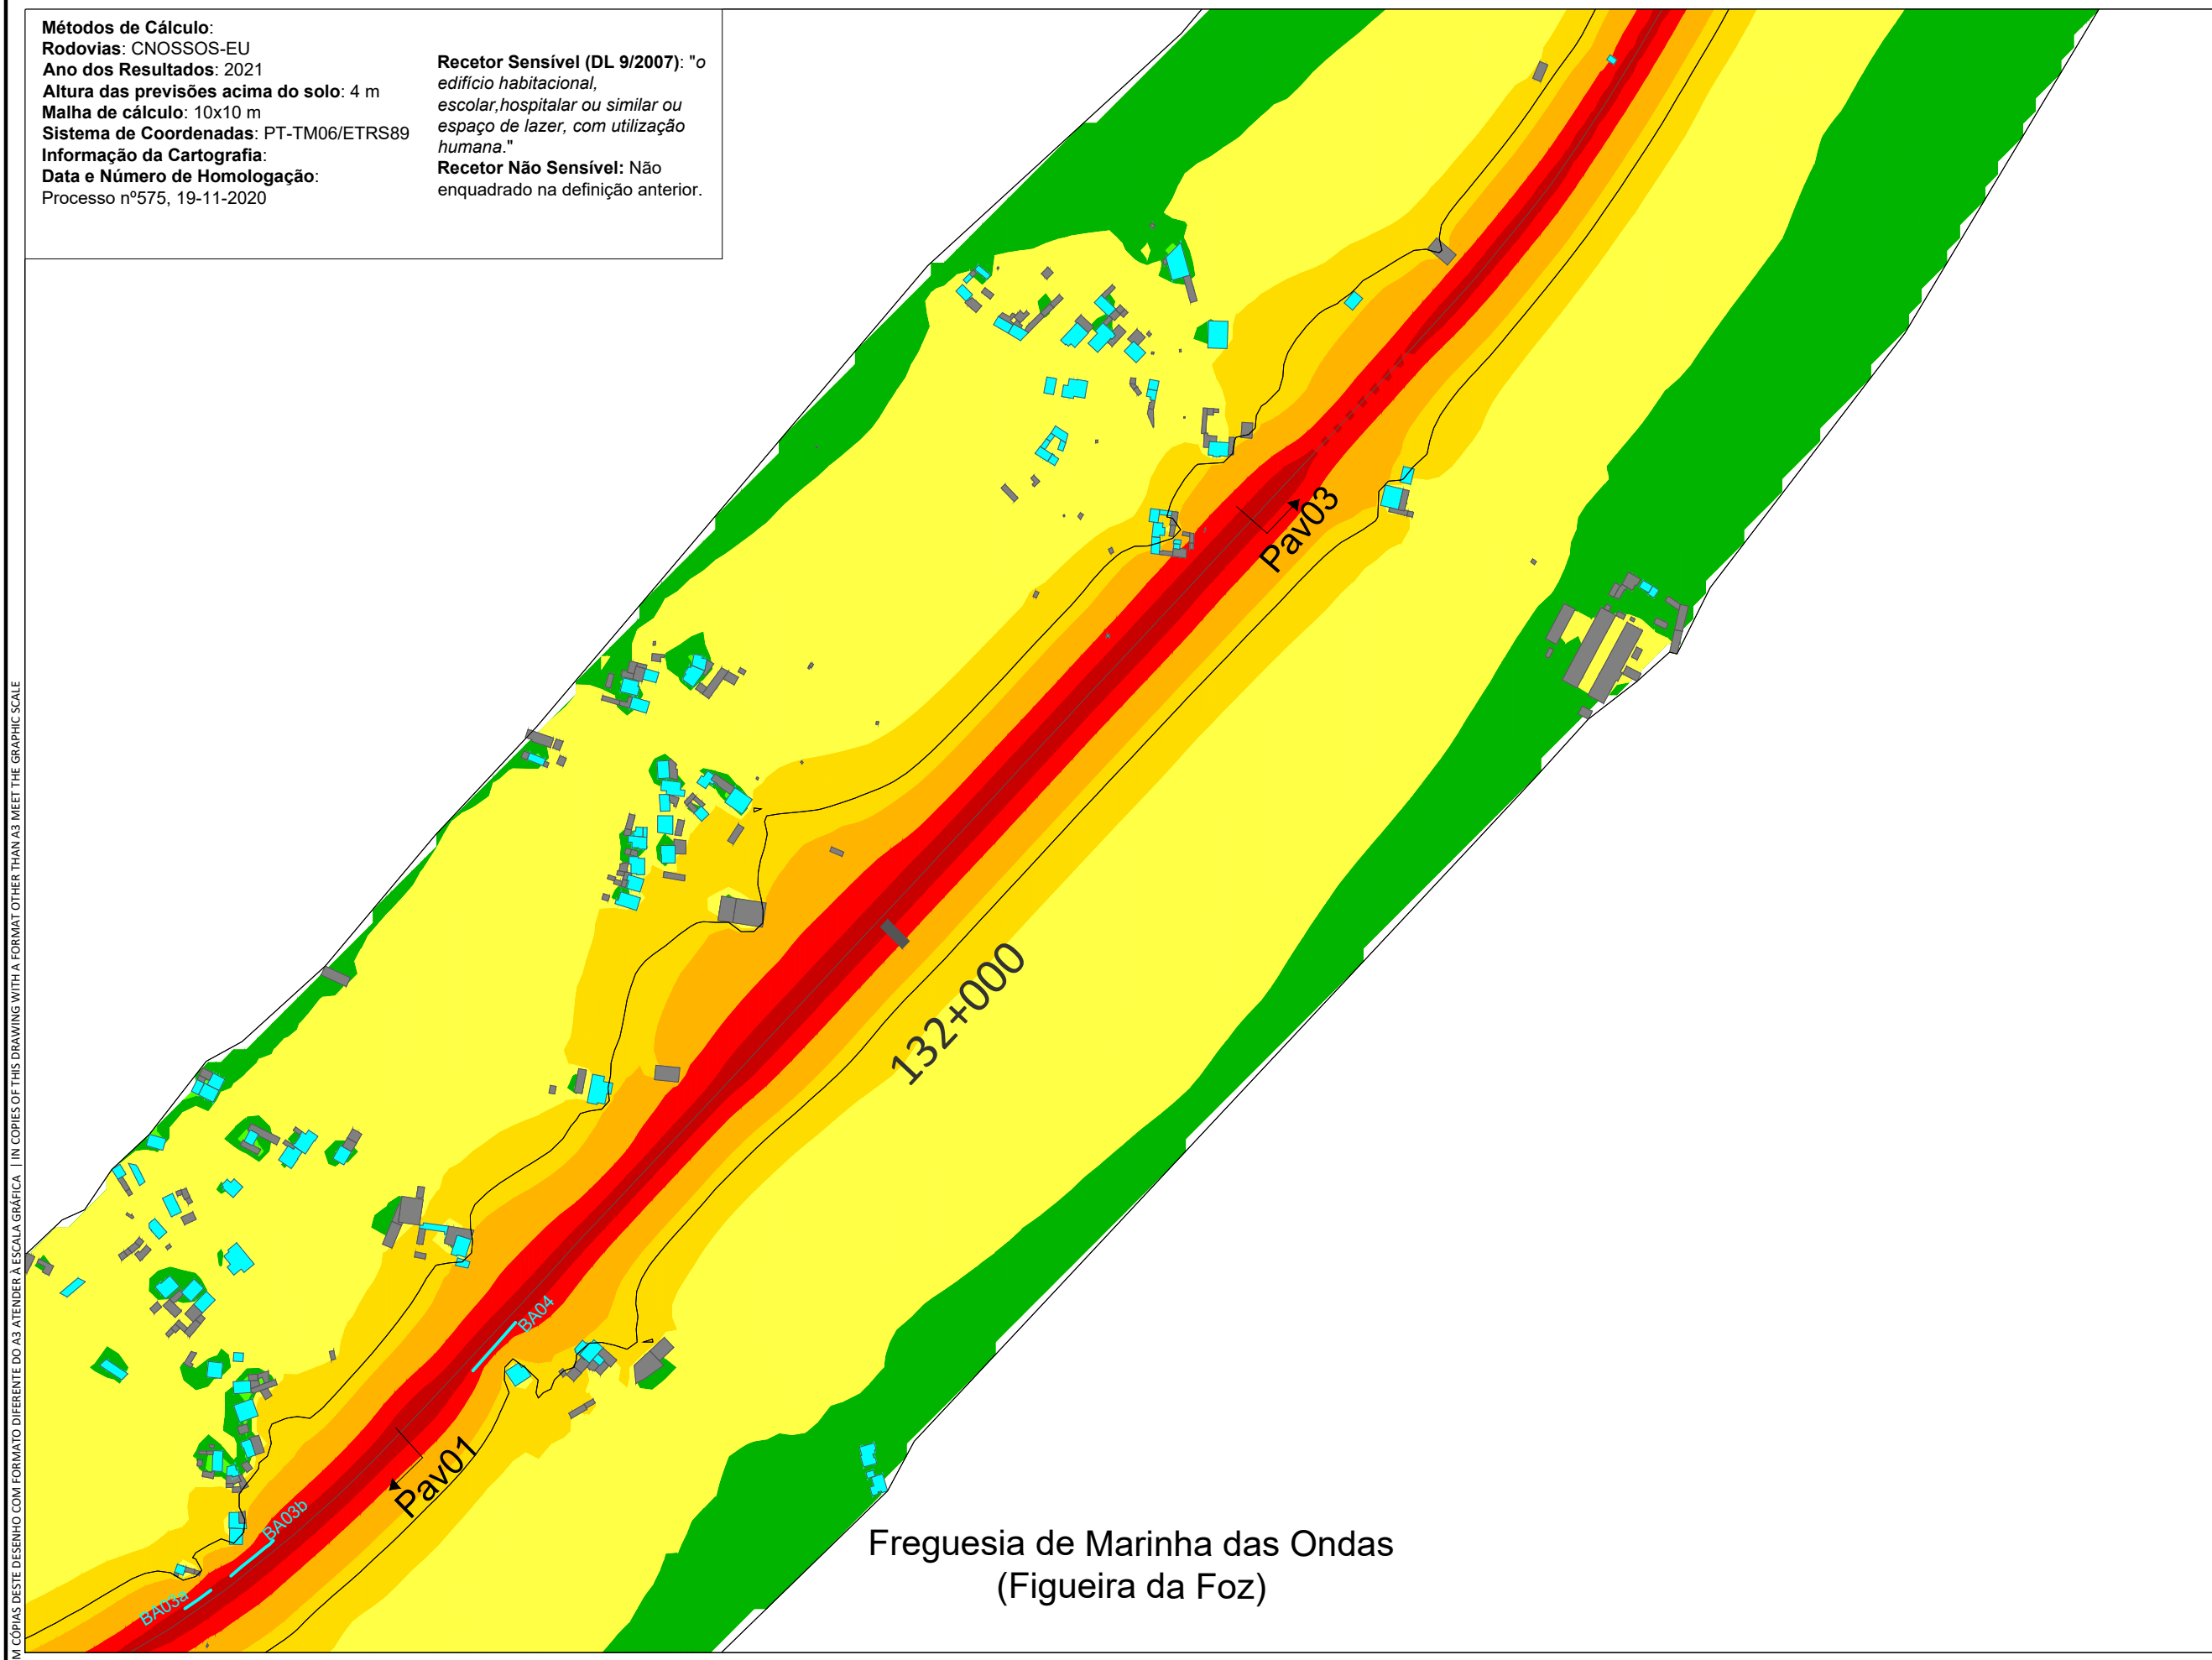 Métodos de Cálculo:
Rodovias: CNOSSOS-EU
Ano dos Resultados: 2021
Altura das previsões acima do solo: 4 m
Malha de cálculo: 10x10 m
Sistema de Coordenadas: PT-TM06/ETRS89
Informação da Cartografia:
Data e Número de Homologação:
Processo nº575, 19-11-2020
Recetor Sensível (DL 9/2007): "o
edifício habitacional,
escolar,hospitalar ou similar ou
espaço de lazer, com utilização
humana."
Recetor Não Sensível: Não
enquadrado na definição anterior.
Pav03
132+000
BA04
Pav01
BA03b
BA03a
Freguesia de Marinha das Ondas
(Figueira da Foz)
M CÓPIAS DESTE DESENHO COM FORMATO DIFERENTE DO A3 ATENDER À ESCALA GRÁFICA | IN COPIES OF THIS DRAWING WITH A FORMAT OTHER THAN A3 MEET THE GRAPHIC SCALE